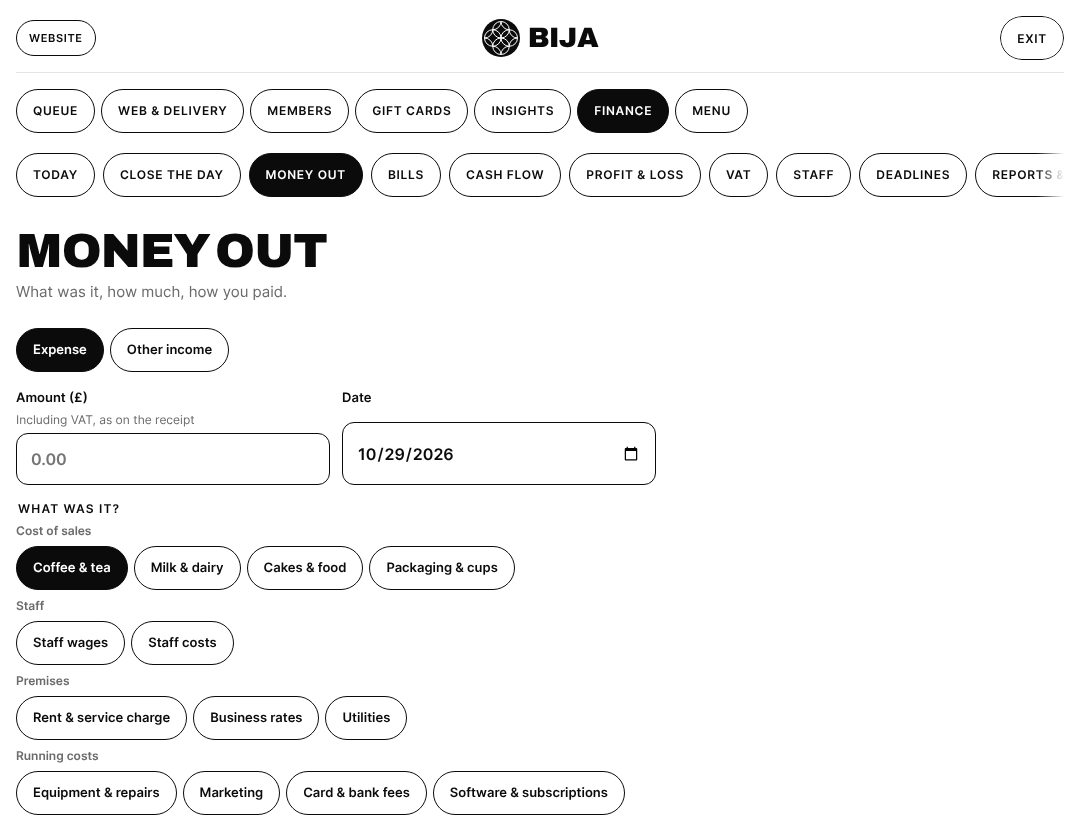 WEBSITE BIJA EXIT
QUEUE WEB & DELIVERY MEMBERS GIFT CARDS INSIGHTS FINANCE MENU
TODAY CLOSE THE DAY MONEY OUT BILLS CASH FLOW PROFIT & LOSS VAT STAFF DEADLINES REPORTS &
MONEY OUT
What was it, how much, how you paid.
Expense Other income
Amount (£) Date
Including VAT, as on the receipt
0.00 10/29/2026
WHAT WAS IT?
Cost of sales
Coffee & tea Milk & dairy Cakes & food Packaging & cups
Staff
Staff wages Staff costs
Premises
Rent & service charge Business rates Utilities
Running costs
Equipment & repairs Marketing Card & bank fees Software & subscriptions